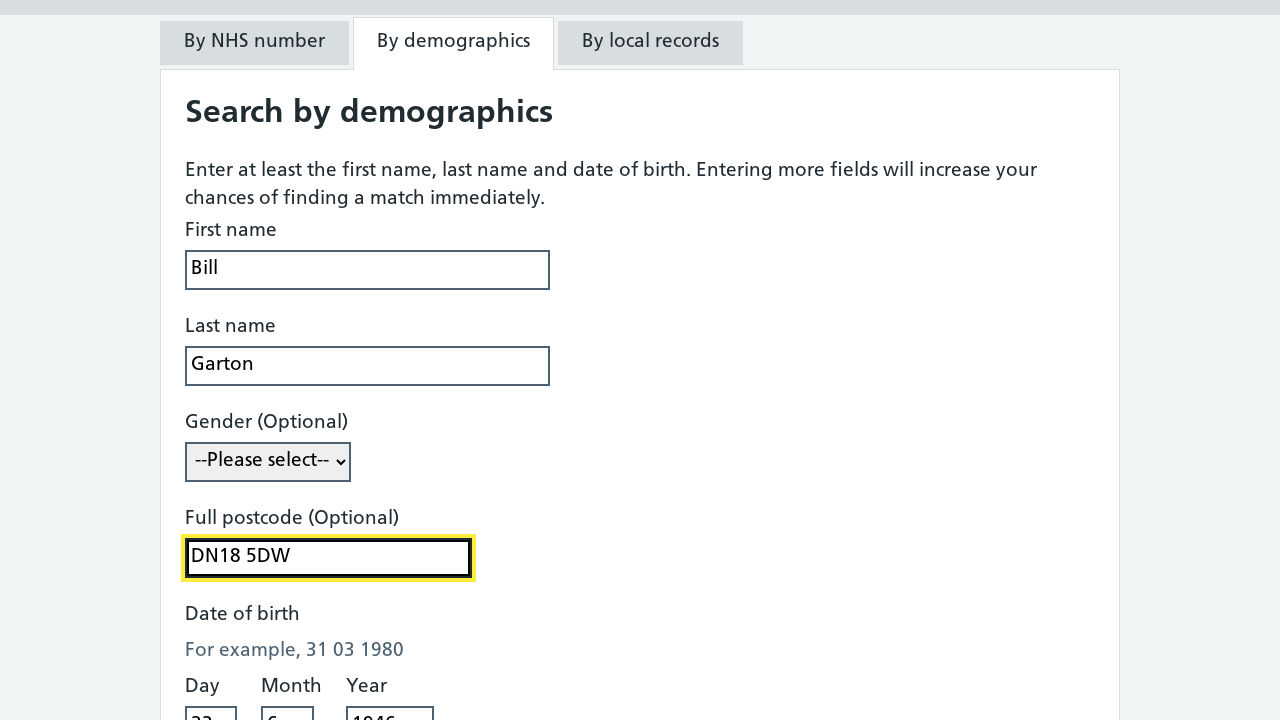 By NHS number
By demographics
By local records
Search by demographics
Enter at least the first name, last name and date of birth. Entering more fields will increase your
chances of finding a match immediately.
First name
Bill
Last name
Garton
Gender (Optional)
--Please select--
Full postcode (Optional)
DN18 5DW
Date of birth
For example, 31 03 1980
Day Month Year